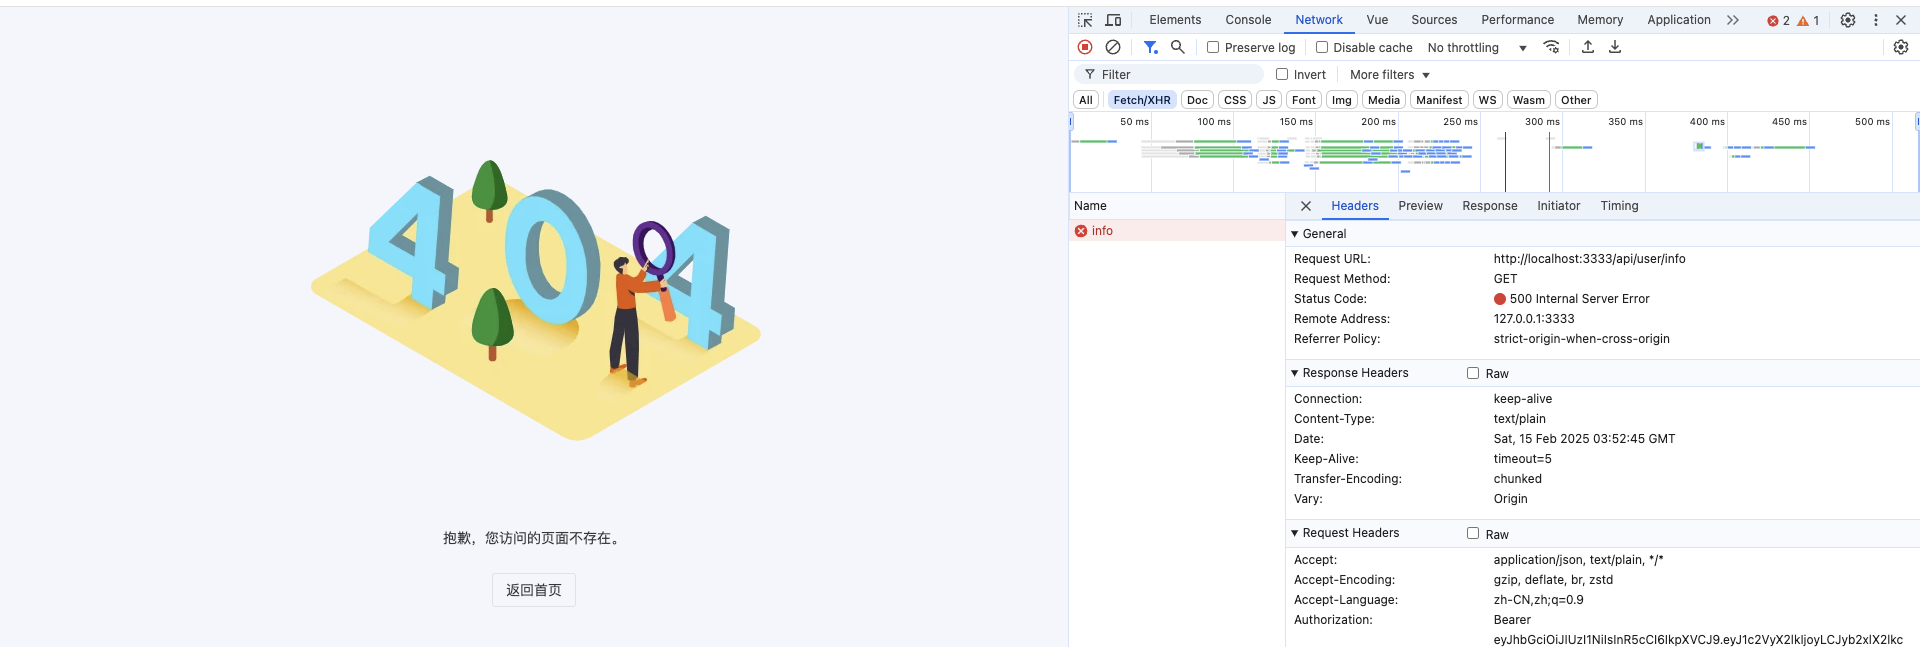 404
抱歉，您访问的页面不存在。
返回首页
Elements Console Network Vue Sources Performance Memory Application 2 1
Preserve log Disable cache No throttling
Filter Invert More filters
All Fetch/XHR Doc CSS JS Font Img Media Manifest WS Wasm Other
50 ms 100 ms 150 ms 200 ms 250 ms 300 ms 350 ms 400 ms 450 ms 500 ms
Name
info
Headers Preview Response Initiator Timing
General
Request URL: http://localhost:3333/api/user/info
Request Method: GET
Status Code: 500 Internal Server Error
Remote Address: 127.0.0.1:3333
Referrer Policy: strict-origin-when-cross-origin
Response Headers Raw
Connection: keep-alive
Content-Type: text/plain
Date: Sat, 15 Feb 2025 03:52:45 GMT
Keep-Alive: timeout=5
Transfer-Encoding: chunked
Vary: Origin
Request Headers Raw
Accept: application/json, text/plain, */*
Accept-Encoding: gzip, deflate, br, zstd
Accept-Language: zh-CN,zh;q=0.9
Authorization: Bearer